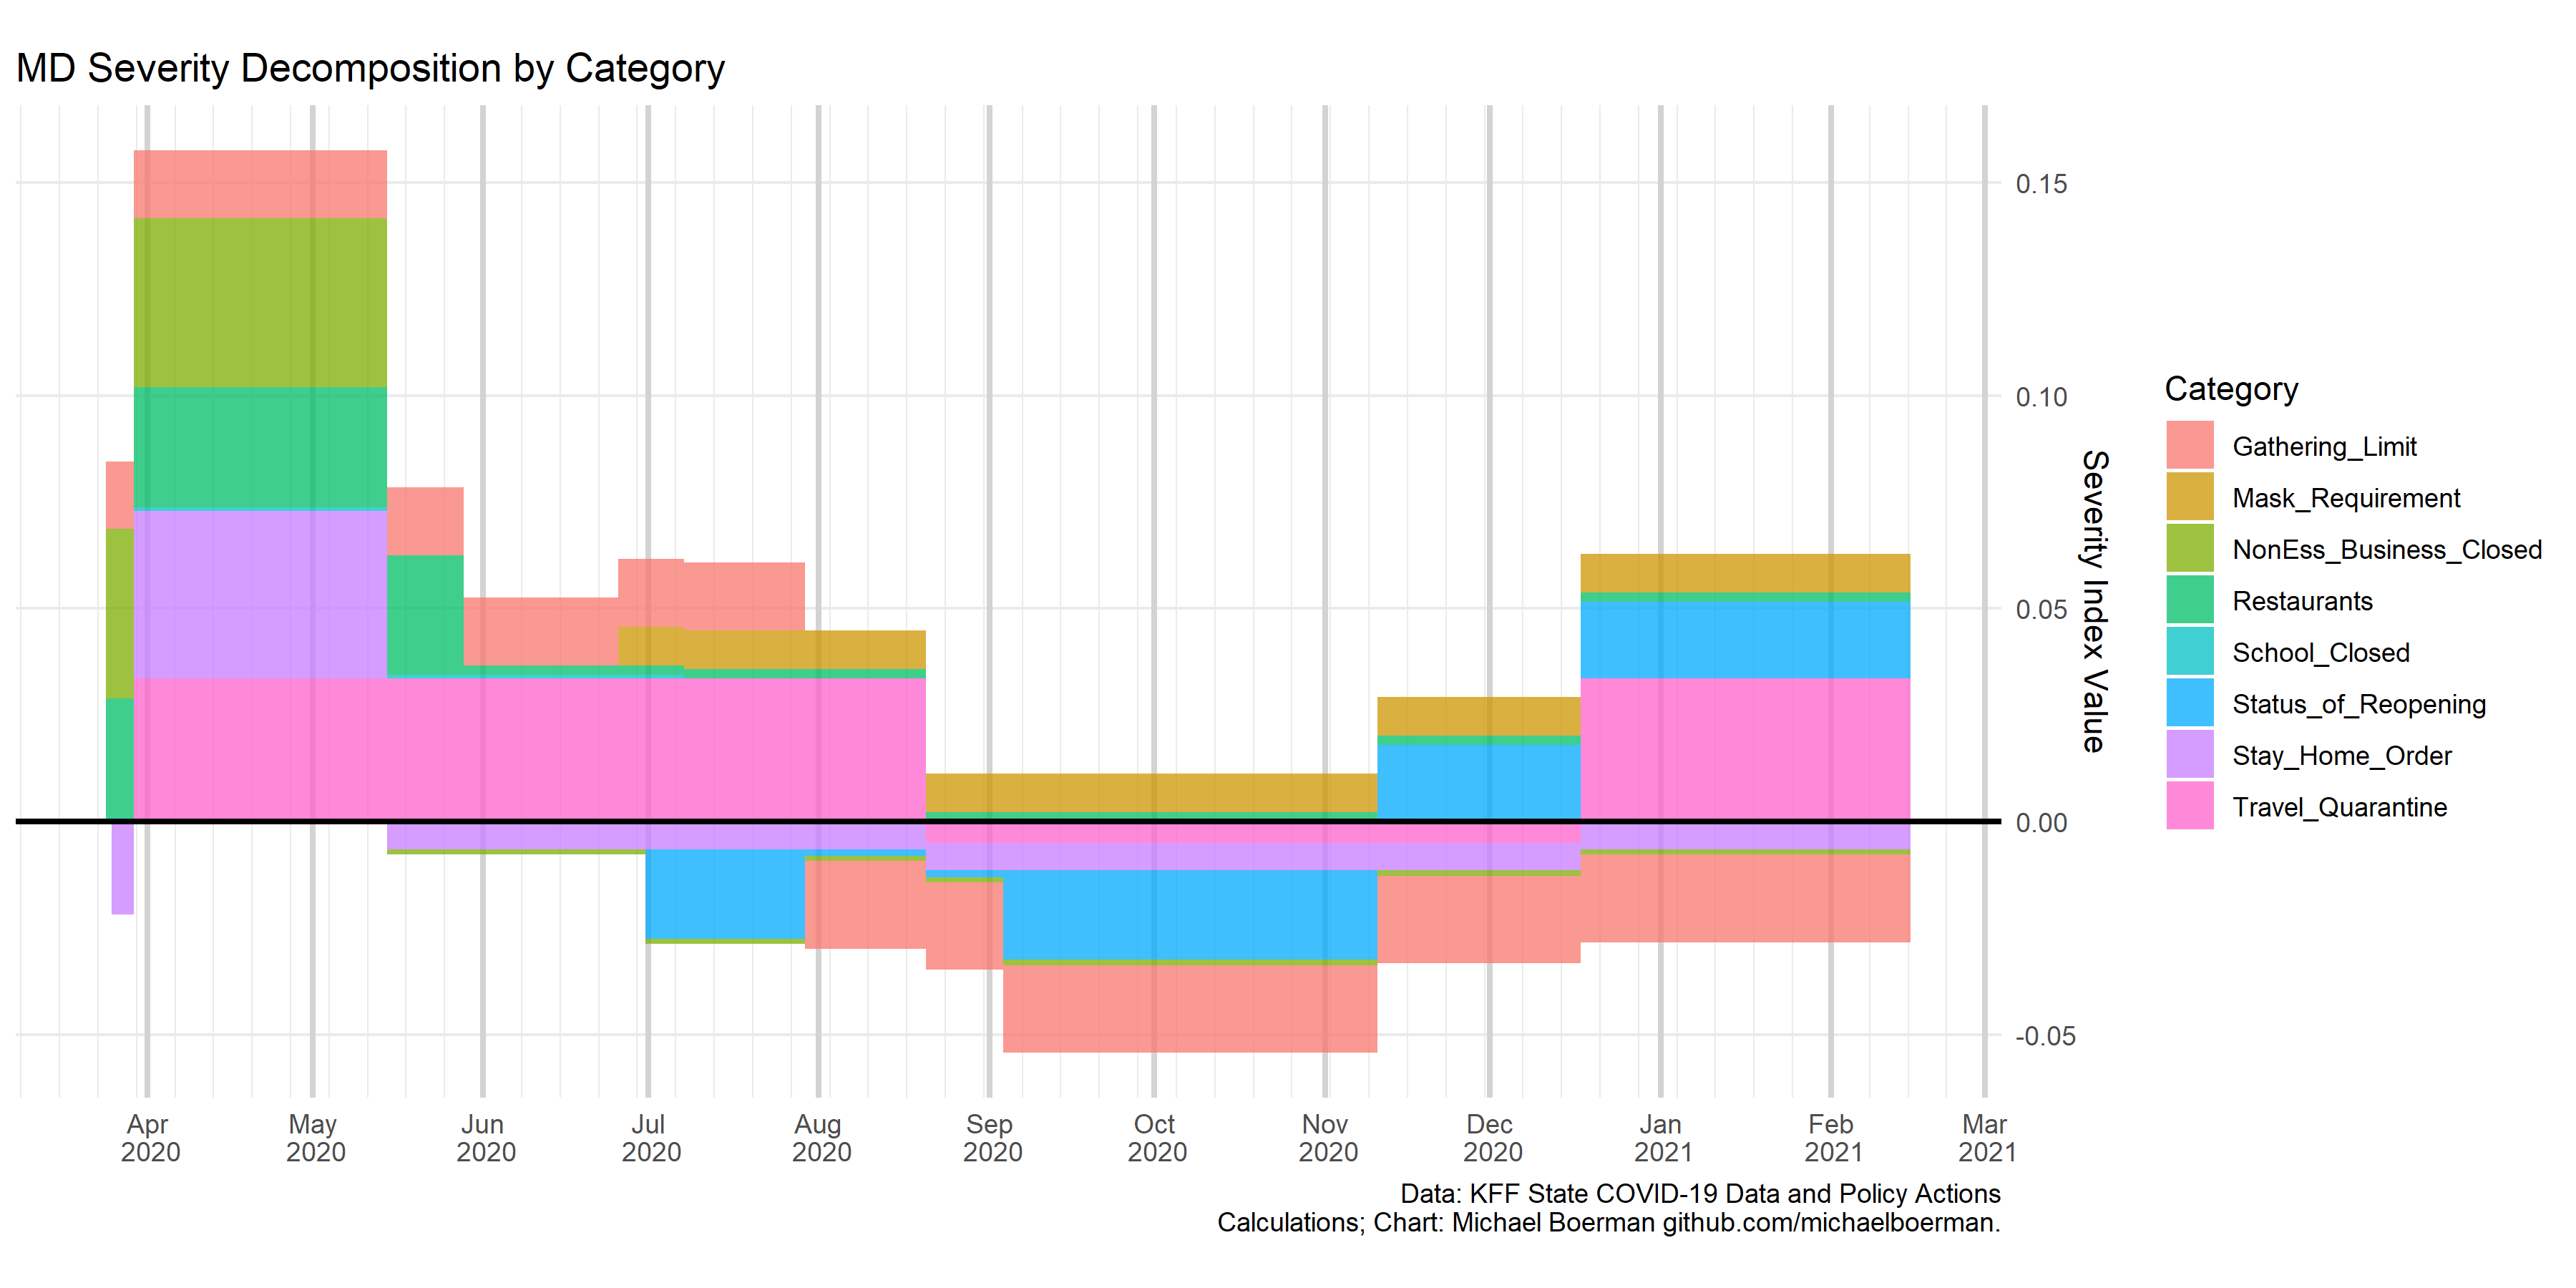 MD Severity Decomposition by Category
0.15
0.10
0.05
0.00
-0.05
Severity Index Value
Apr
2020
May
2020
Jun
2020
Jul
2020
Aug
2020
Sep
2020
Oct
2020
Nov
2020
Dec
2020
Jan
2021
Feb
2021
Mar
2021
Category
Gathering_Limit
Mask_Requirement
NonEss_Business_Closed
Restaurants
School_Closed
Status_of_Reopening
Stay_Home_Order
Travel_Quarantine
Data: KFF State COVID-19 Data and Policy Actions
Calculations; Chart: Michael Boerman github.com/michaelboerman.